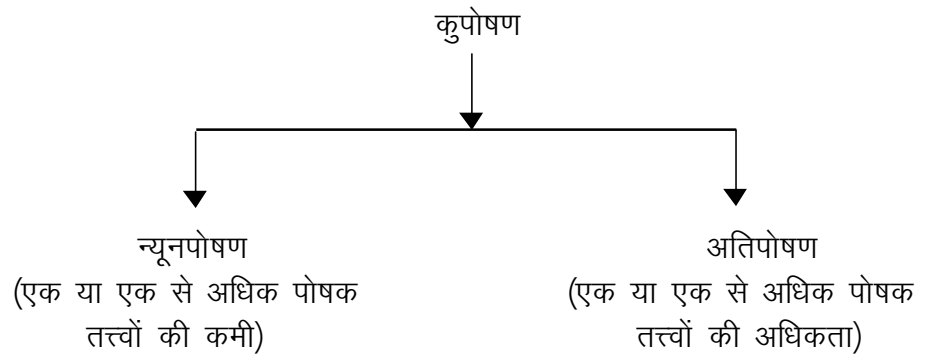 कुपोषण
न्यूनपोषण
(एक या एक से अधिक पोषक
तत्त्वों की कमी)
अतिपोषण
(एक या एक से अधिक पोषक
तत्त्वों की अधिकता)